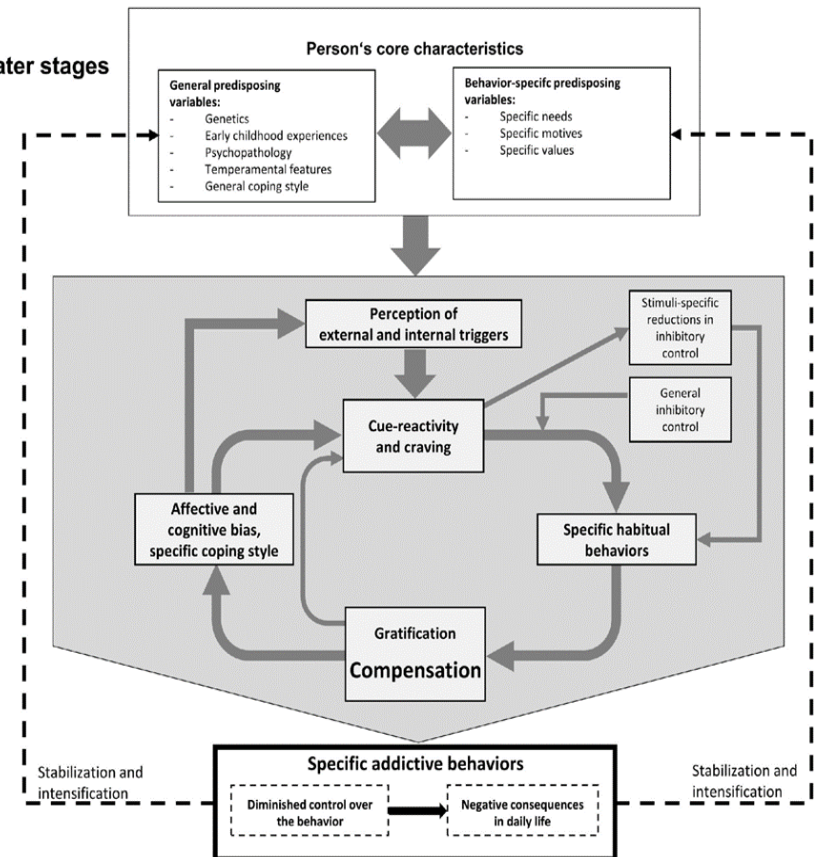 ater stages
Person's core characteristics
General predisposing
variables:
- Genetics
- Early childhood experiences
- Psychopathology
- Temperamental features
- General coping style
Behavior-specifc predisposing
variables:
- Specific needs
- Specific motives
- Specific values
Perception of
external and internal triggers
Stimuli-specific
reductions in
inhibitory
control
General
inhibitory
control
Cue-reactivity
and craving
Affective and
cognitive bias,
specific coping style
Specific habitual
behaviors
Gratification
Compensation
Stabilization and
intensification
Specific addictive behaviors
Diminished control over
the behavior
Negative consequences
in daily life
Stabilization and
intensification